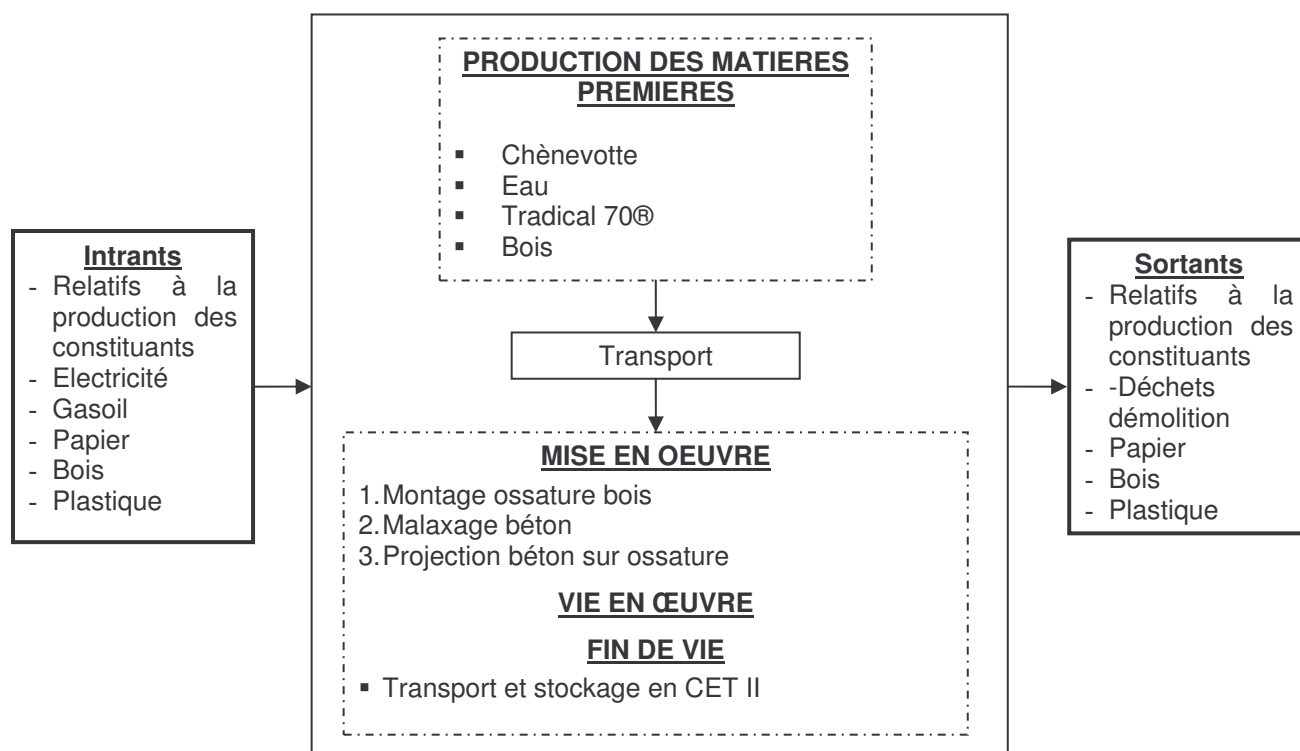 PRODUCTION DES MATIERES
PREMIERES
▪ Chènevotte
▪ Eau
▪ Tradical 70®
▪ Bois
Intrants
- Relatifs à la
production des
constituants
- Electricité
- Gasoil
- Papier
- Bois
- Plastique
Transport
MISE EN OEUVRE
1.Montage ossature bois
2.Malaxage béton
3.Projection béton sur ossature
VIE EN ŒUVRE
FIN DE VIE
▪ Transport et stockage en CET II
Sortants
- Relatifs à la
production des
constituants
- -Déchets
démolition
- Papier
- Bois
- Plastique